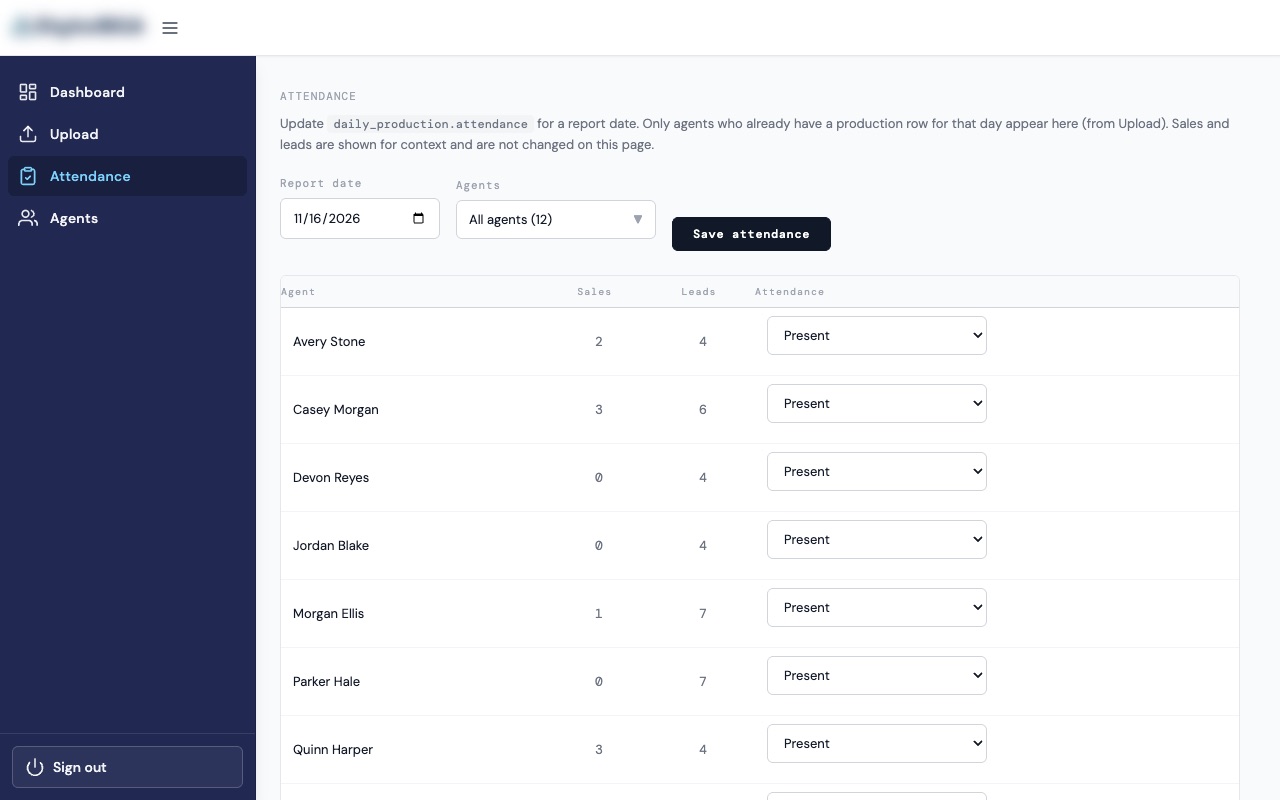 Dashboard
Upload
Attendance
Agents
Sign out
ATTENDANCE
Update daily_production.attendance for a report date. Only agents who already have a production row for that day appear here (from Upload). Sales and
leads are shown for context and are not changed on this page.
Report date
Agents
11/16/2026
All agents (12)
Save attendance
Agent Sales Leads Attendance
Avery Stone 2 4 Present
Casey Morgan 3 6 Present
Devon Reyes 0 4 Present
Jordan Blake 0 4 Present
Morgan Ellis 1 7 Present
Parker Hale 0 7 Present
Quinn Harper 3 4 Present